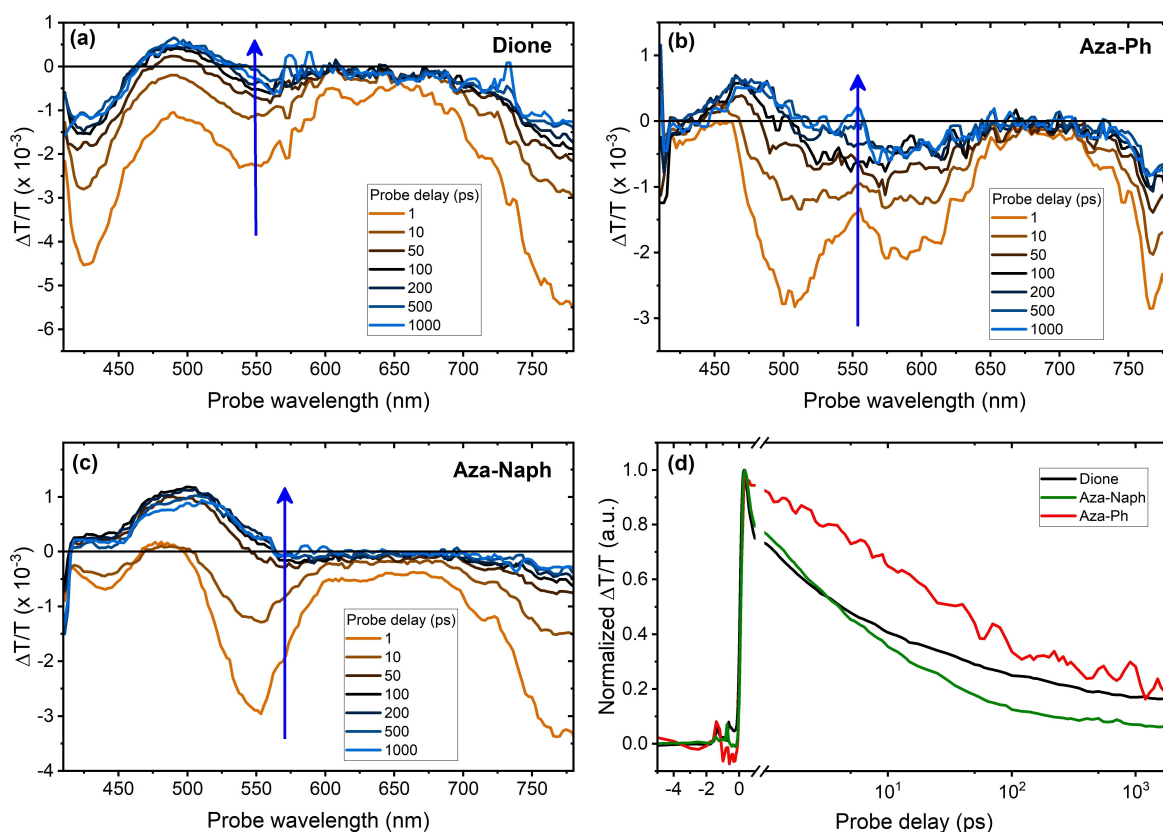 (a)
Dione
ΔT/T (x 10⁻³)
1
0
-1
-2
-3
-4
-5
-6
Probe delay (ps)
1
10
50
100
200
500
1000
450 500 550 600 650 700 750
Probe wavelength (nm)
(b)
Aza-Ph
ΔT/T (x 10⁻³)
1
0
-1
-2
-3
Probe delay (ps)
1
10
50
100
200
500
1000
450 500 550 600 650 700 750
Probe wavelength (nm)
(c)
Aza-Naph
ΔT/T (x 10⁻³)
2
1
0
-1
-2
-3
-4
Probe delay (ps)
1
10
50
100
200
500
1000
450 500 550 600 650 700 750
Probe wavelength (nm)
(d)
Normalized ΔT/T (a.u.)
1.0
0.8
0.6
0.4
0.2
0.0
Dione
Aza-Naph
Aza-Ph
-4 -2 0 10¹ 10² 10³
Probe delay (ps)